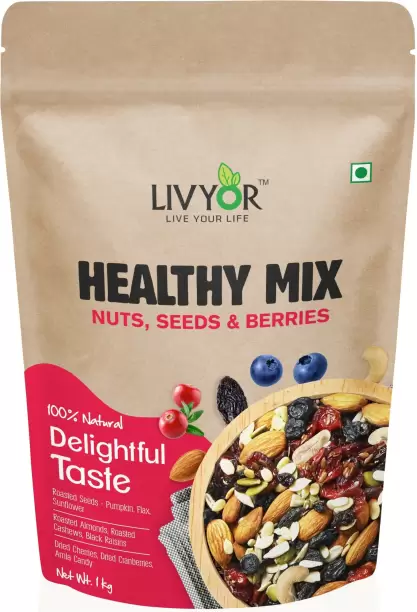 LIVYOR™
LIVE YOUR LIFE
HEALTHY MIX
NUTS, SEEDS & BERRIES
100% Natural
Delightful
Taste
Roasted Seeds - Pumpkin, Flax,
Sunflower
Roasted Almonds, Roasted
Cashews, Black Raisins
Dried Cherries, Dried Cranberries,
Amla Candy
Net Wt. 1 Kg